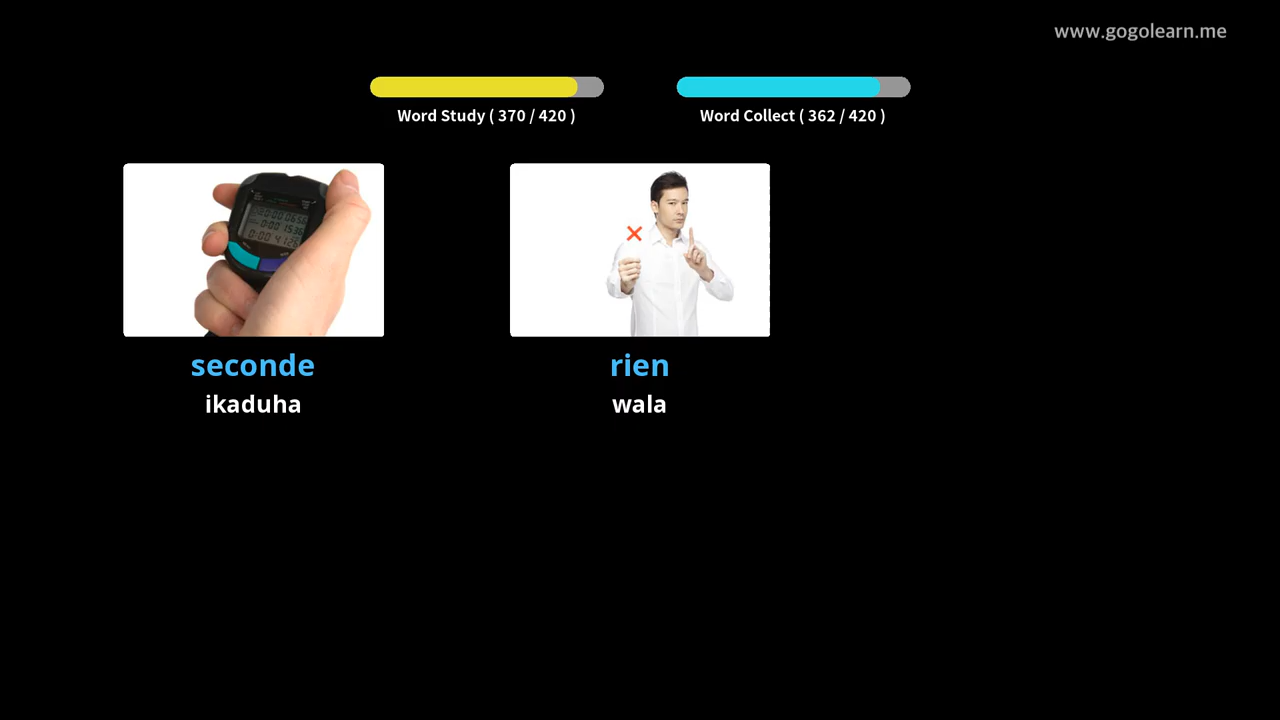 www.gogolearn.me
Word Study ( 370 / 420 )
Word Collect ( 362 / 420 )
seconde
ikaduha
rien
wala